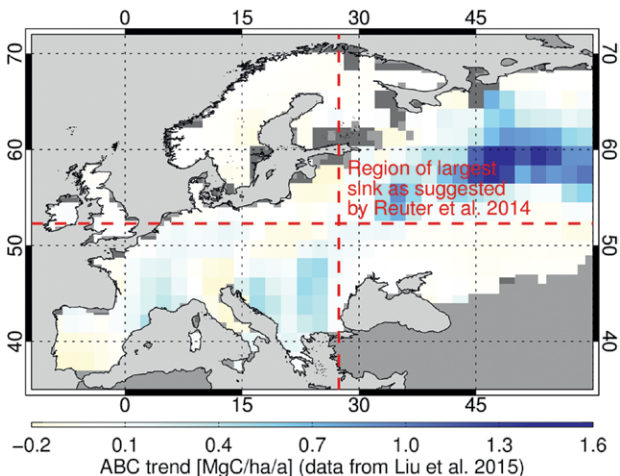 0 15 30 45
70 70
60 60
Region of largest
sink as suggested
by Reuter et al. 2014
50 50
40 40
0 15 30 45
−0.2 0.1 0.4 0.7 1.0 1.3 1.6
ABC trend [MgC/ha/a] (data from Liu et al. 2015)